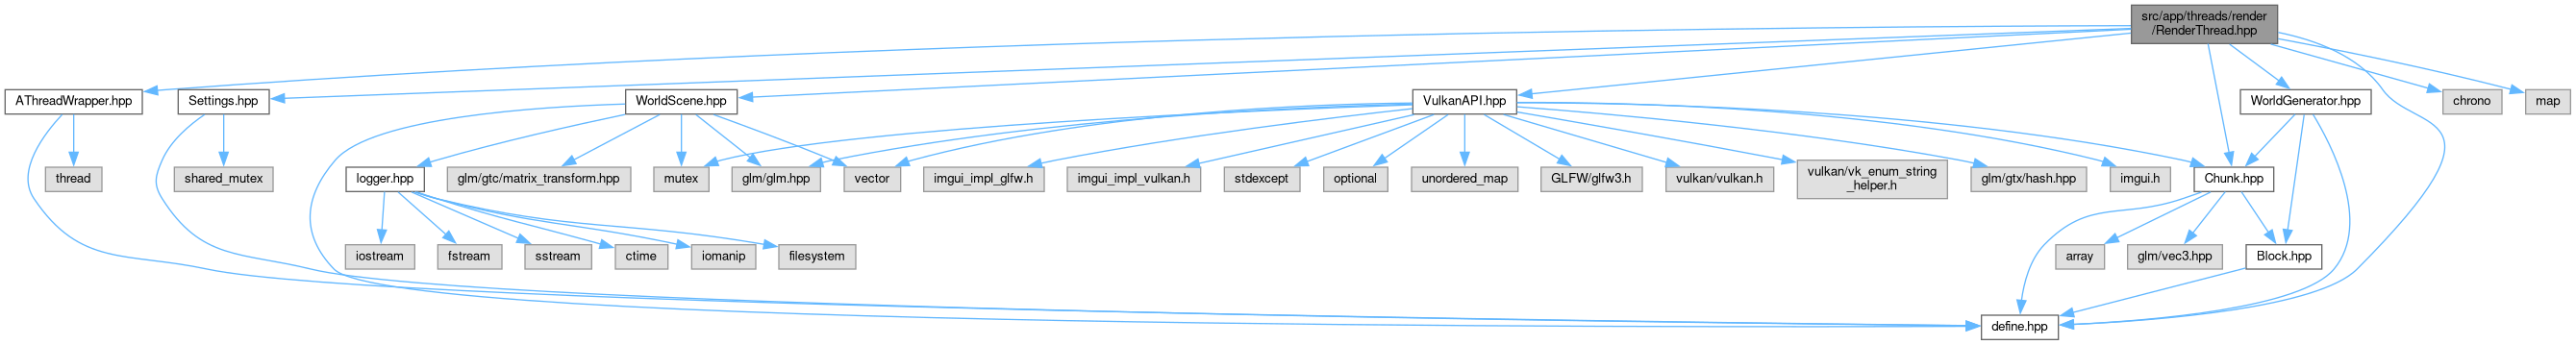 src/app/threads/render
/RenderThread.hpp
AThreadWrapper.hpp
Settings.hpp
WorldScene.hpp
VulkanAPI.hpp
WorldGenerator.hpp
chrono
map
thread
shared_mutex
logger.hpp
glm/gtc/matrix_transform.hpp
mutex
glm/glm.hpp
vector
imgui_impl_glfw.h
imgui_impl_vulkan.h
stdexcept
optional
unordered_map
GLFW/glfw3.h
vulkan/vulkan.h
vulkan/vk_enum_string
_helper.h
glm/gtx/hash.hpp
imgui.h
Chunk.hpp
iostream
fstream
sstream
ctime
iomanip
filesystem
array
glm/vec3.hpp
Block.hpp
define.hpp